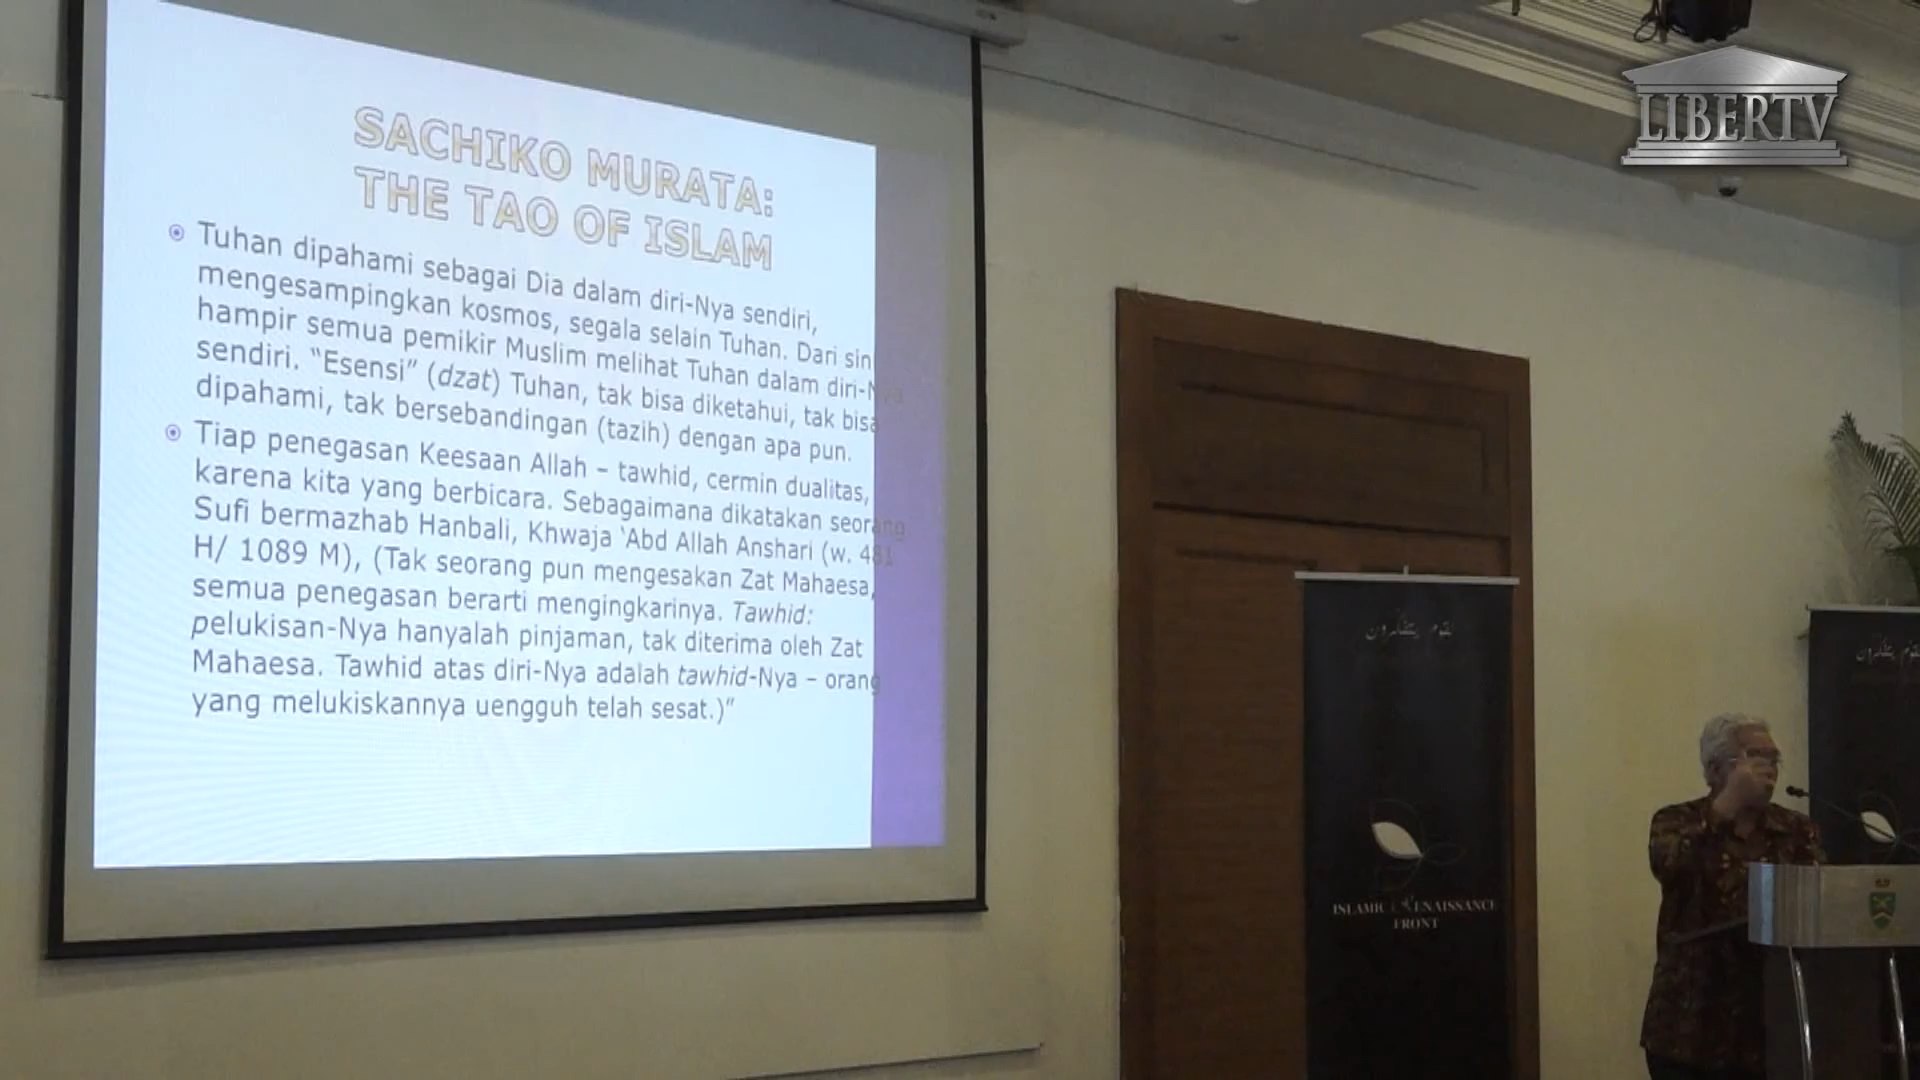 SACHIKO MURATA:
THE TAO OF ISLAM
Tuhan dipahami sebagai Dia dalam diri-Nya sendiri,
mengesampingkan kosmos, segala selain Tuhan. Dari sin
hampir semua pemikir Muslim melihat Tuhan dalam diri-Nya
sendiri. “Esensi” (dzat) Tuhan, tak bisa diketahui, tak bisa
dipahami, tak bersebandingan (tazih) dengan apa pun.
Tiap penegasan Keesaan Allah – tawhid, cermin dualitas,
karena kita yang berbicara. Sebagaimana dikatakan seorang
Sufi bermazhab Hanbali, Khwaja ‘Abd Allah Anshari (w. 481
H/ 1089 M), (Tak seorang pun mengesakan Zat Mahaesa,
semua penegasan berarti mengingkarinya. Tawhid:
pelukisan-Nya hanyalah pinjaman, tak diterima oleh Zat
Mahaesa. Tawhid atas diri-Nya adalah tawhid-Nya – orang
yang melukiskannya uengguh telah sesat.)”
LIBERTV
لقوم يتفكرون
ISLAMIC RENAISSANCE
FRONT
لقوم يتفكرون